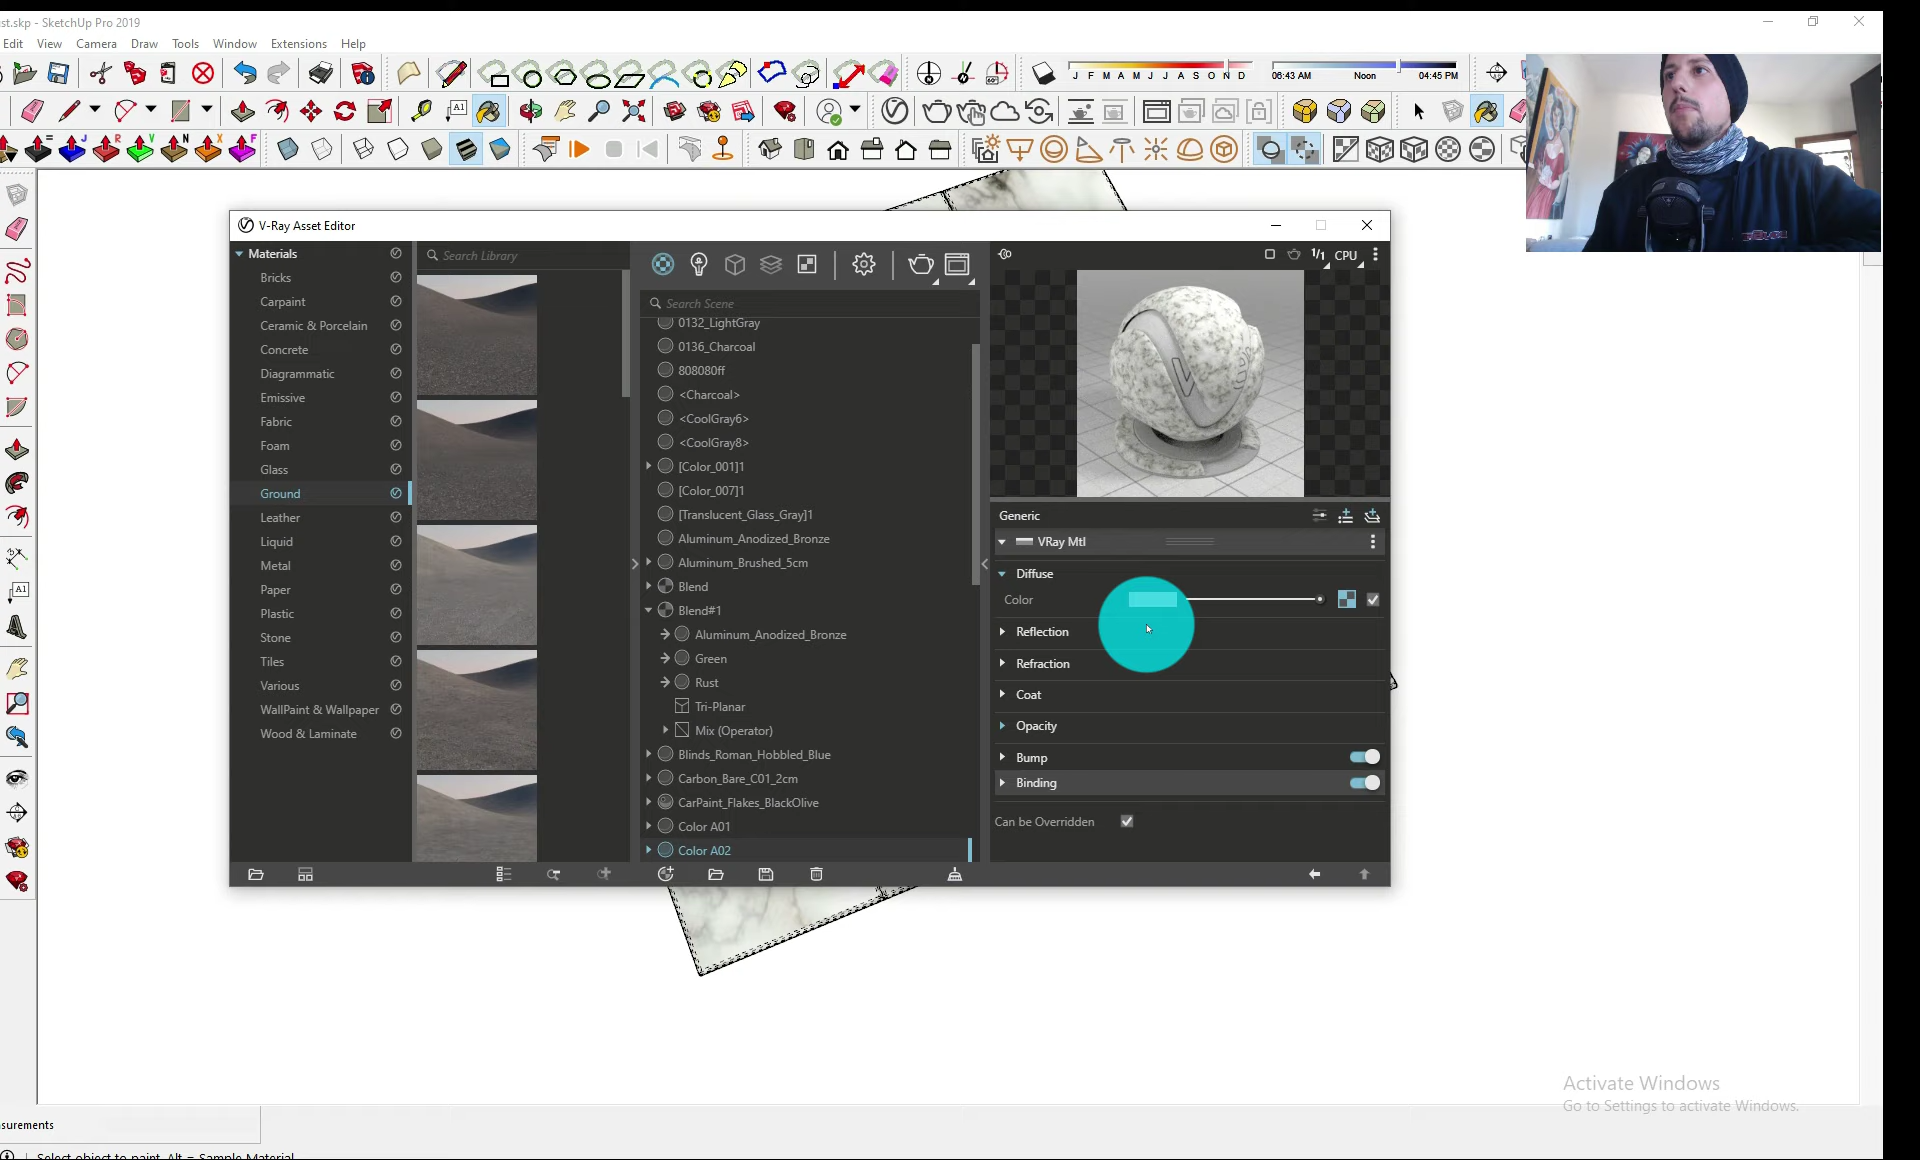 st.skp - SketchUp Pro 2019
Edit View Camera Draw Tools Window Extensions Help
J F M A M J J A S O N D 06:43 AM Noon 04:45 PM
V-Ray Asset Editor
Materials
Bricks
Carpaint
Ceramic & Porcelain
Concrete
Diagrammatic
Emissive
Fabric
Foam
Glass
Ground
Leather
Liquid
Metal
Paper
Plastic
Stone
Tiles
Various
WallPaint & Wallpaper
Wood & Laminate
Search Library
Search Scene
0132_LightGray
0136_Charcoal
808080ff
<Charcoal>
<CoolGray6>
<CoolGray8>
[Color_001]1
[Color_007]1
[Translucent_Glass_Gray]1
Aluminum_Anodized_Bronze
Aluminum_Brushed_5cm
Blend
Blend#1
Aluminum_Anodized_Bronze
Green
Rust
Tri-Planar
Mix (Operator)
Blinds_Roman_Hobbled_Blue
Carbon_Bare_C01_2cm
CarPaint_Flakes_BlackOlive
Color A01
Color A02
1/1 CPU
Generic
VRay Mtl
Diffuse
Color
Reflection
Refraction
Coat
Opacity
Bump
Binding
Can be Overridden
Activate Windows
Go to Settings to activate Windows.
surements
Select object to paint. Alt = Sample Material